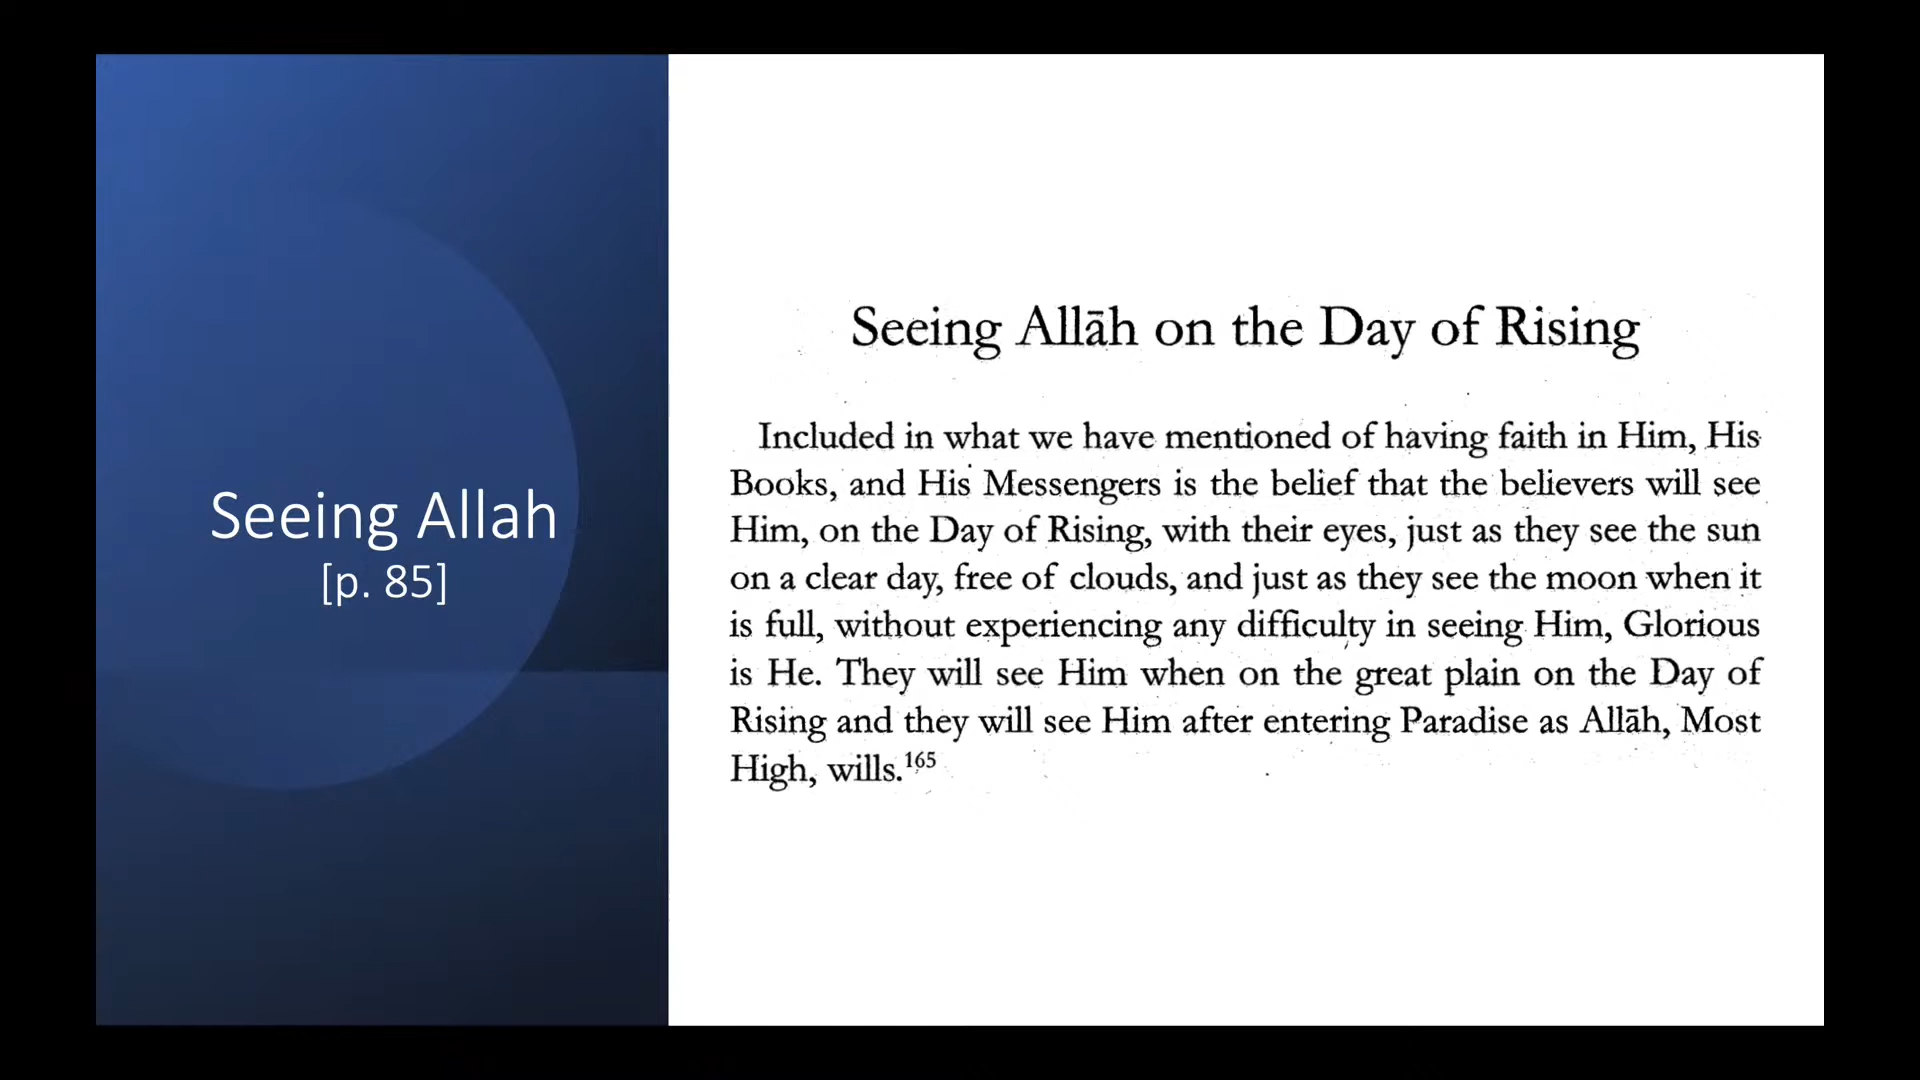 Seeing Allah
[p. 85]
Seeing Allāh on the Day of Rising
Included in what we have mentioned of having faith in Him, His
Books, and His Messengers is the belief that the believers will see
Him, on the Day of Rising, with their eyes, just as they see the sun
on a clear day, free of clouds, and just as they see the moon when it
is full, without experiencing any difficulty in seeing Him, Glorious
is He. They will see Him when on the great plain on the Day of
Rising and they will see Him after entering Paradise as Allāh, Most
High, wills.165